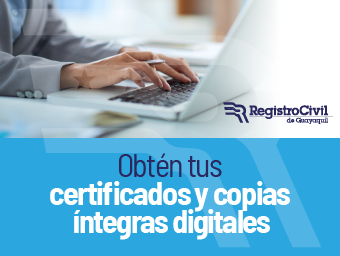 RegistroCivil
de Guayaquil
Obtén tus
certificados y copias
íntegras digitales